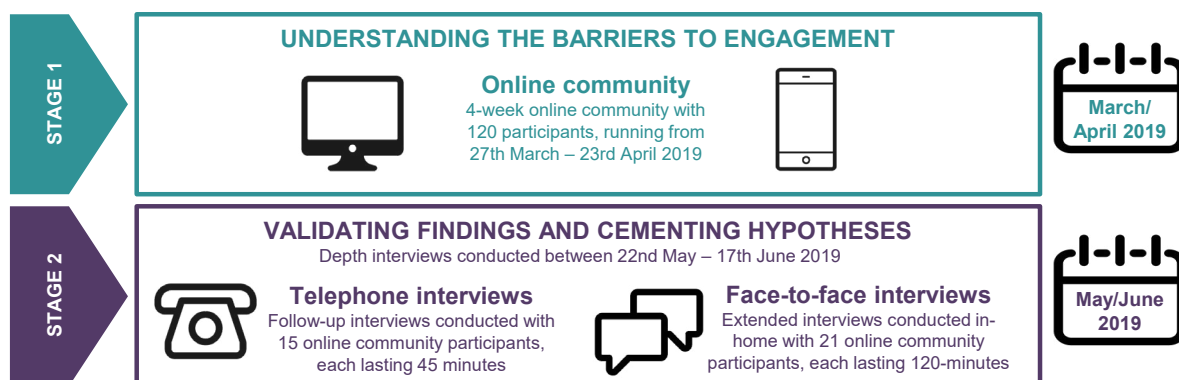 STAGE 1
UNDERSTANDING THE BARRIERS TO ENGAGEMENT
Online community
4-week online community with
120 participants, running from
27th March – 23rd April 2019
March/
April 2019
STAGE 2
VALIDATING FINDINGS AND CEMENTING HYPOTHESES
Depth interviews conducted between 22nd May – 17th June 2019
Telephone interviews
Follow-up interviews conducted with
15 online community participants,
each lasting 45 minutes
Face-to-face interviews
Extended interviews conducted in-
home with 21 online community
participants, each lasting 120-minutes
May/June
2019